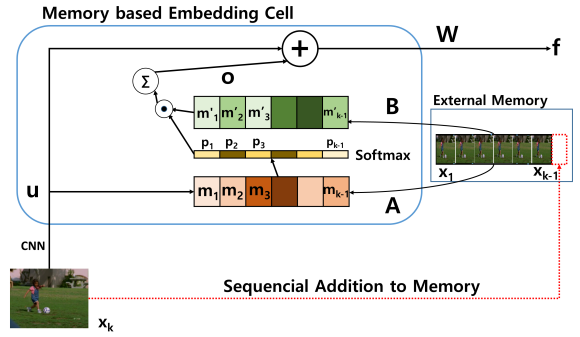 Memory based Embedding Cell
W
f
+
Σ
o
B
m'1 m'2 m'3 m'k-1
External Memory
p1 p2 p3 pk-1
Softmax
x1 xk-1
u
m1 m2 m3 mk-1
A
CNN
Sequencial Addition to Memory
xk